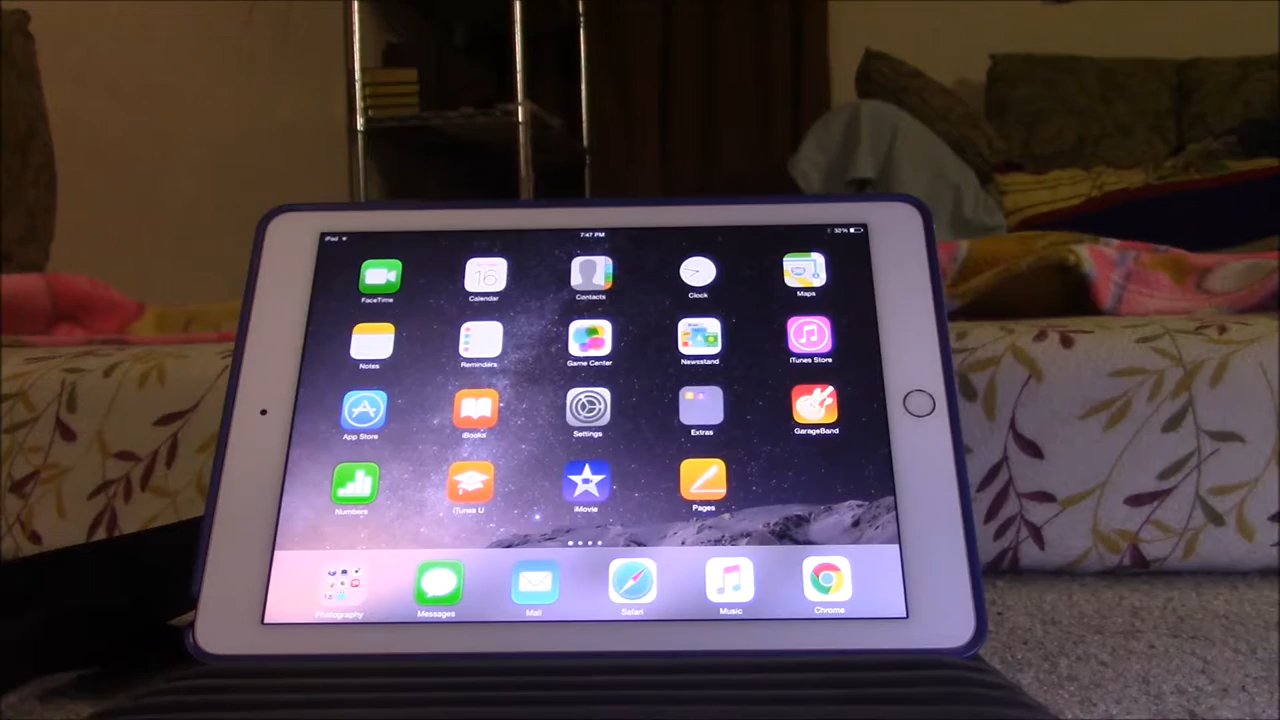 iPad 7:47 PM 32%
16
FaceTime Calendar Contacts Clock Maps
Notes Reminders Game Center Newsstand iTunes Store
App Store iBooks Settings Extras GarageBand
Numbers iTunes U iMovie Pages
Photography Messages Mail Safari Music Chrome